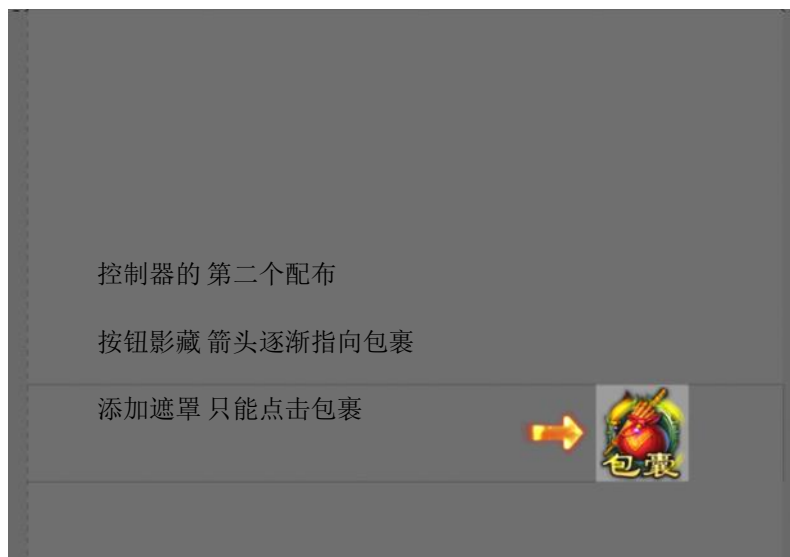 控制器的 第二个配布
按钮影藏 箭头逐渐指向包裹
添加遮罩 只能点击包裹
包囊